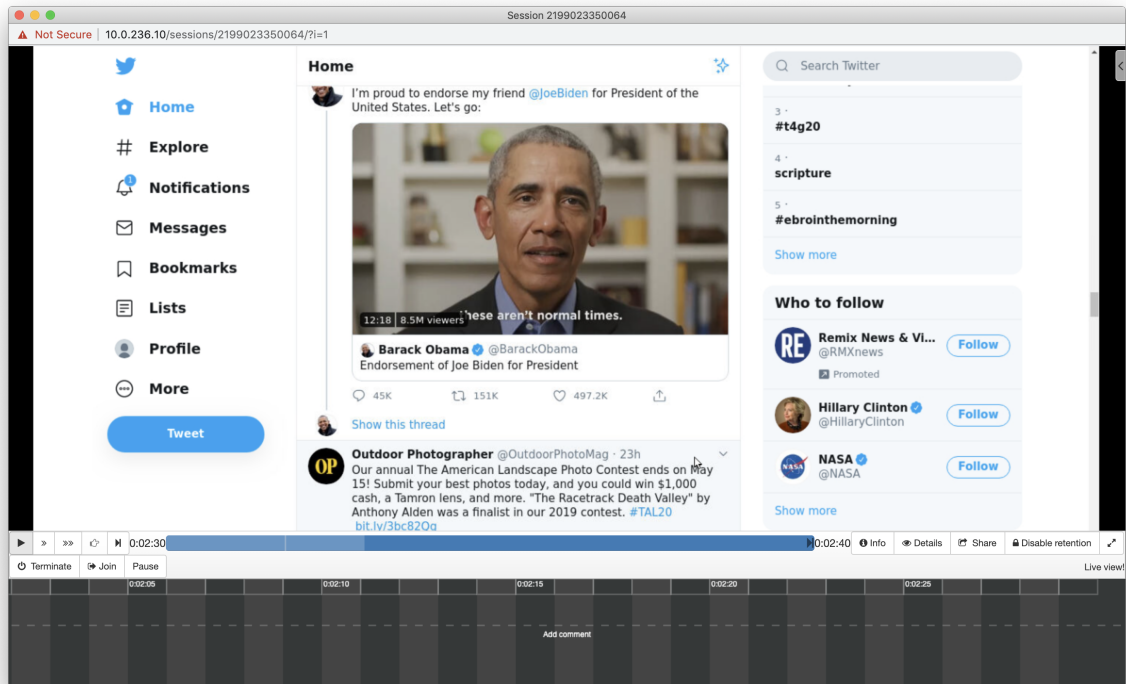 Session 2199023350064
Not Secure
10.0.236.10/sessions/2199023350064/?i=1
Home
Explore
1
Notifications
Messages
Bookmarks
Lists
Profile
More
Tweet
Home
I'm proud to endorse my friend @JoeBiden for President of the
United States. Let's go:
these aren't normal times.
12:18 8.5M viewers
Barack Obama @BarackObama
Endorsement of Joe Biden for President
45K 151K 497.2K
Show this thread
OP
Outdoor Photographer @OutdoorPhotoMag · 23h
Our annual The American Landscape Photo Contest ends on May
15! Submit your best photos today, and you could win $1,000
cash, a Tamron lens, and more. "The Racetrack Death Valley" by
Anthony Alden was a finalist in our 2019 contest. #TAL20
bit.ly/3bc82Og
Search Twitter
3 ·
#t4g20
4 ·
scripture
5 ·
#ebrointhemorning
Show more
Who to follow
RE
Remix News & Vi...
@RMXnews
Follow
Promoted
Hillary Clinton
@HillaryClinton
Follow
NASA
NASA
@NASA
Follow
Show more
0:02:30
0:02:40
Info
Details
Share
Disable retention
Terminate
Join
Pause
Live view!
0:02:05 0:02:10 0:02:15 0:02:20 0:02:25
Add comment